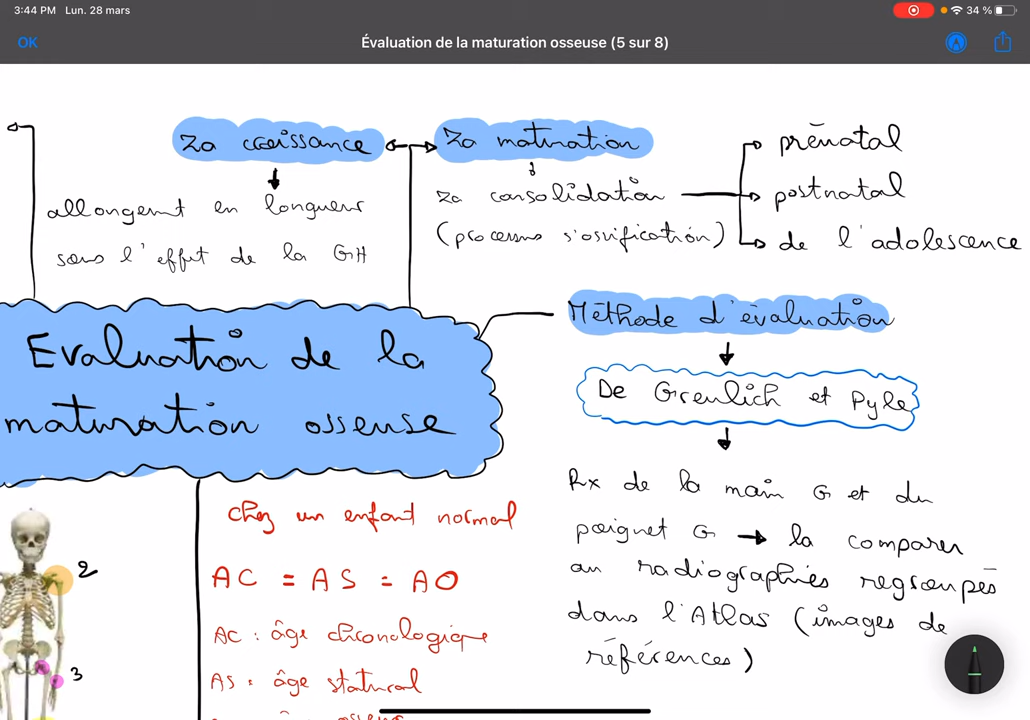 3:44 PM Lun. 28 mars
34 %
OK
Évaluation de la maturation osseuse (5 sur 8)
La croissance
allongemt en longueur
sous l'effet de la GH
La maturation
La consolidation
(processus d'ossification)
prénatal
postnatal
de l'adolescence
Evaluation de la
maturation osseuse
Méthode d'évaluation
De Greulich et Pyle
Rx de la main G et du
poignet G → la comparer
au radiographies regroupés
dans l'Atlas (images de
références)
chez un enfant normal
AC = AS = AO
AC : âge chronologique
AS : âge statural
2
3